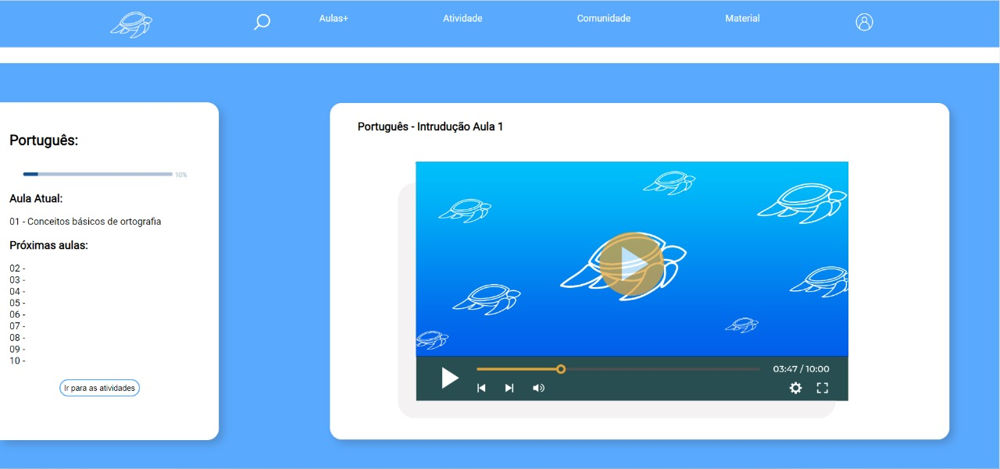 Aulas+
Atividade
Comunidade
Material
Português:
10%
Aula Atual:
01 - Conceitos básicos de ortografia
Próximas aulas:
02 -
03 -
04 -
05 -
06 -
07 -
08 -
09 -
10 -
Ir para as atividades
Português - Intrudução Aula 1
03:47 / 10:00